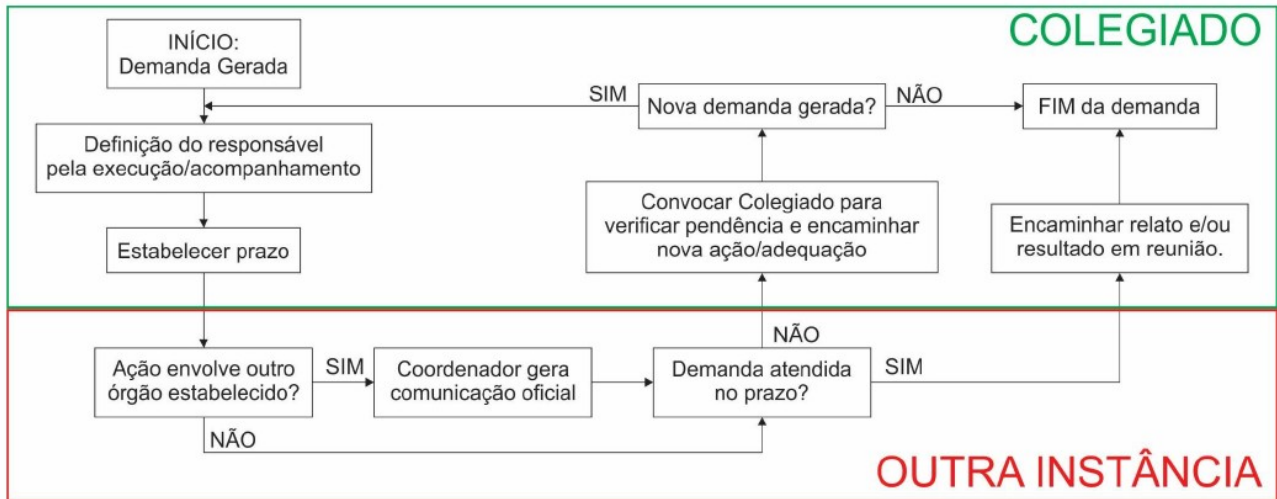 COLEGIADO
INÍCIO:
Demanda Gerada
SIM
Nova demanda gerada?
NÃO
FIM da demanda
Definição do responsável
pela execução/acompanhamento
Convocar Colegiado para
verificar pendência e encaminhar
nova ação/adequação
Encaminhar relato e/ou
resultado em reunião.
Estabelecer prazo
NÃO
Ação envolve outro
órgão estabelecido?
SIM
Coordenador gera
comunicação oficial
Demanda atendida
no prazo?
SIM
NÃO
OUTRA INSTÂNCIA